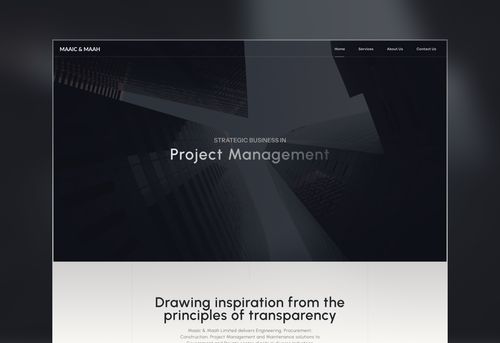 MAAIC & MAAH
Home Services About Us Contact Us
STRATEGIC BUSINESS IN
Project Management
Drawing inspiration from the
principles of transparency
Maaic & Maah Limited delivers Engineering, Procurement,
Construction, Project Management and Maintenance solutions to